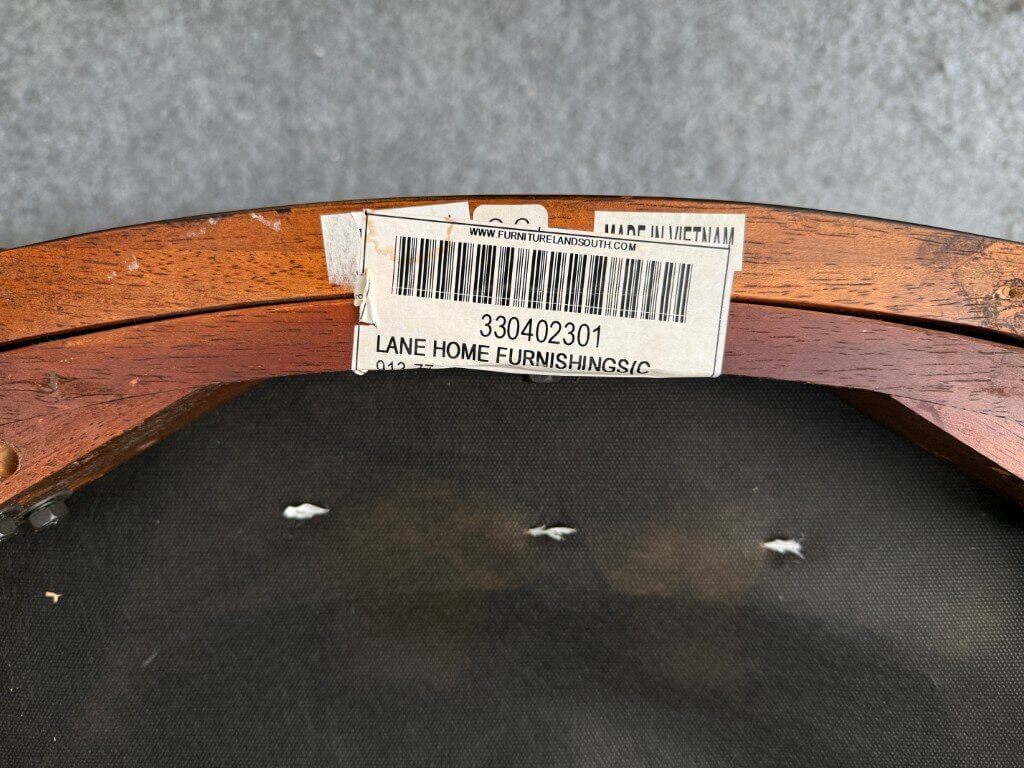 MADE IN VIETNAM
WWW.FURNITURELANDSOUTH.COM
330402301
LANE HOME FURNISHINGS(C